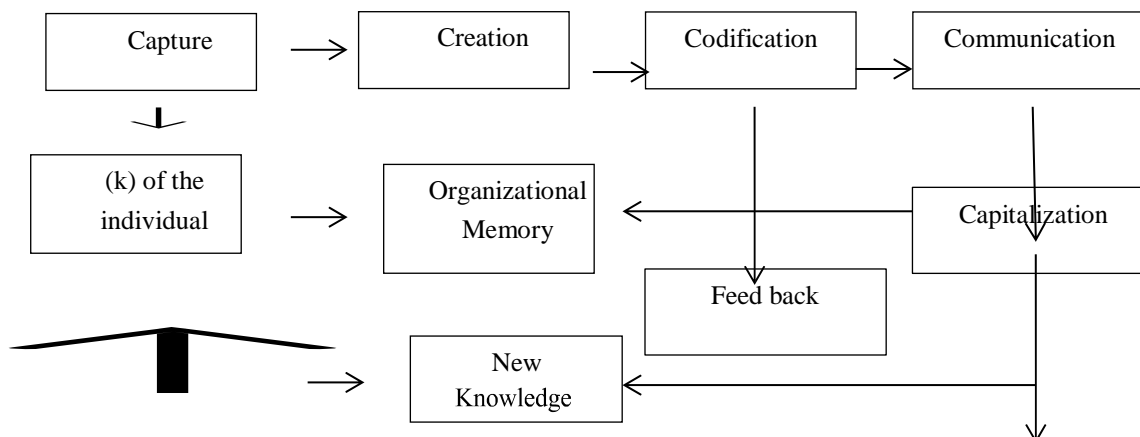 Capture
Creation
Codification
Communication
(k) of the
individual
Organizational
Memory
Capitalization
Feed back
New
Knowledge